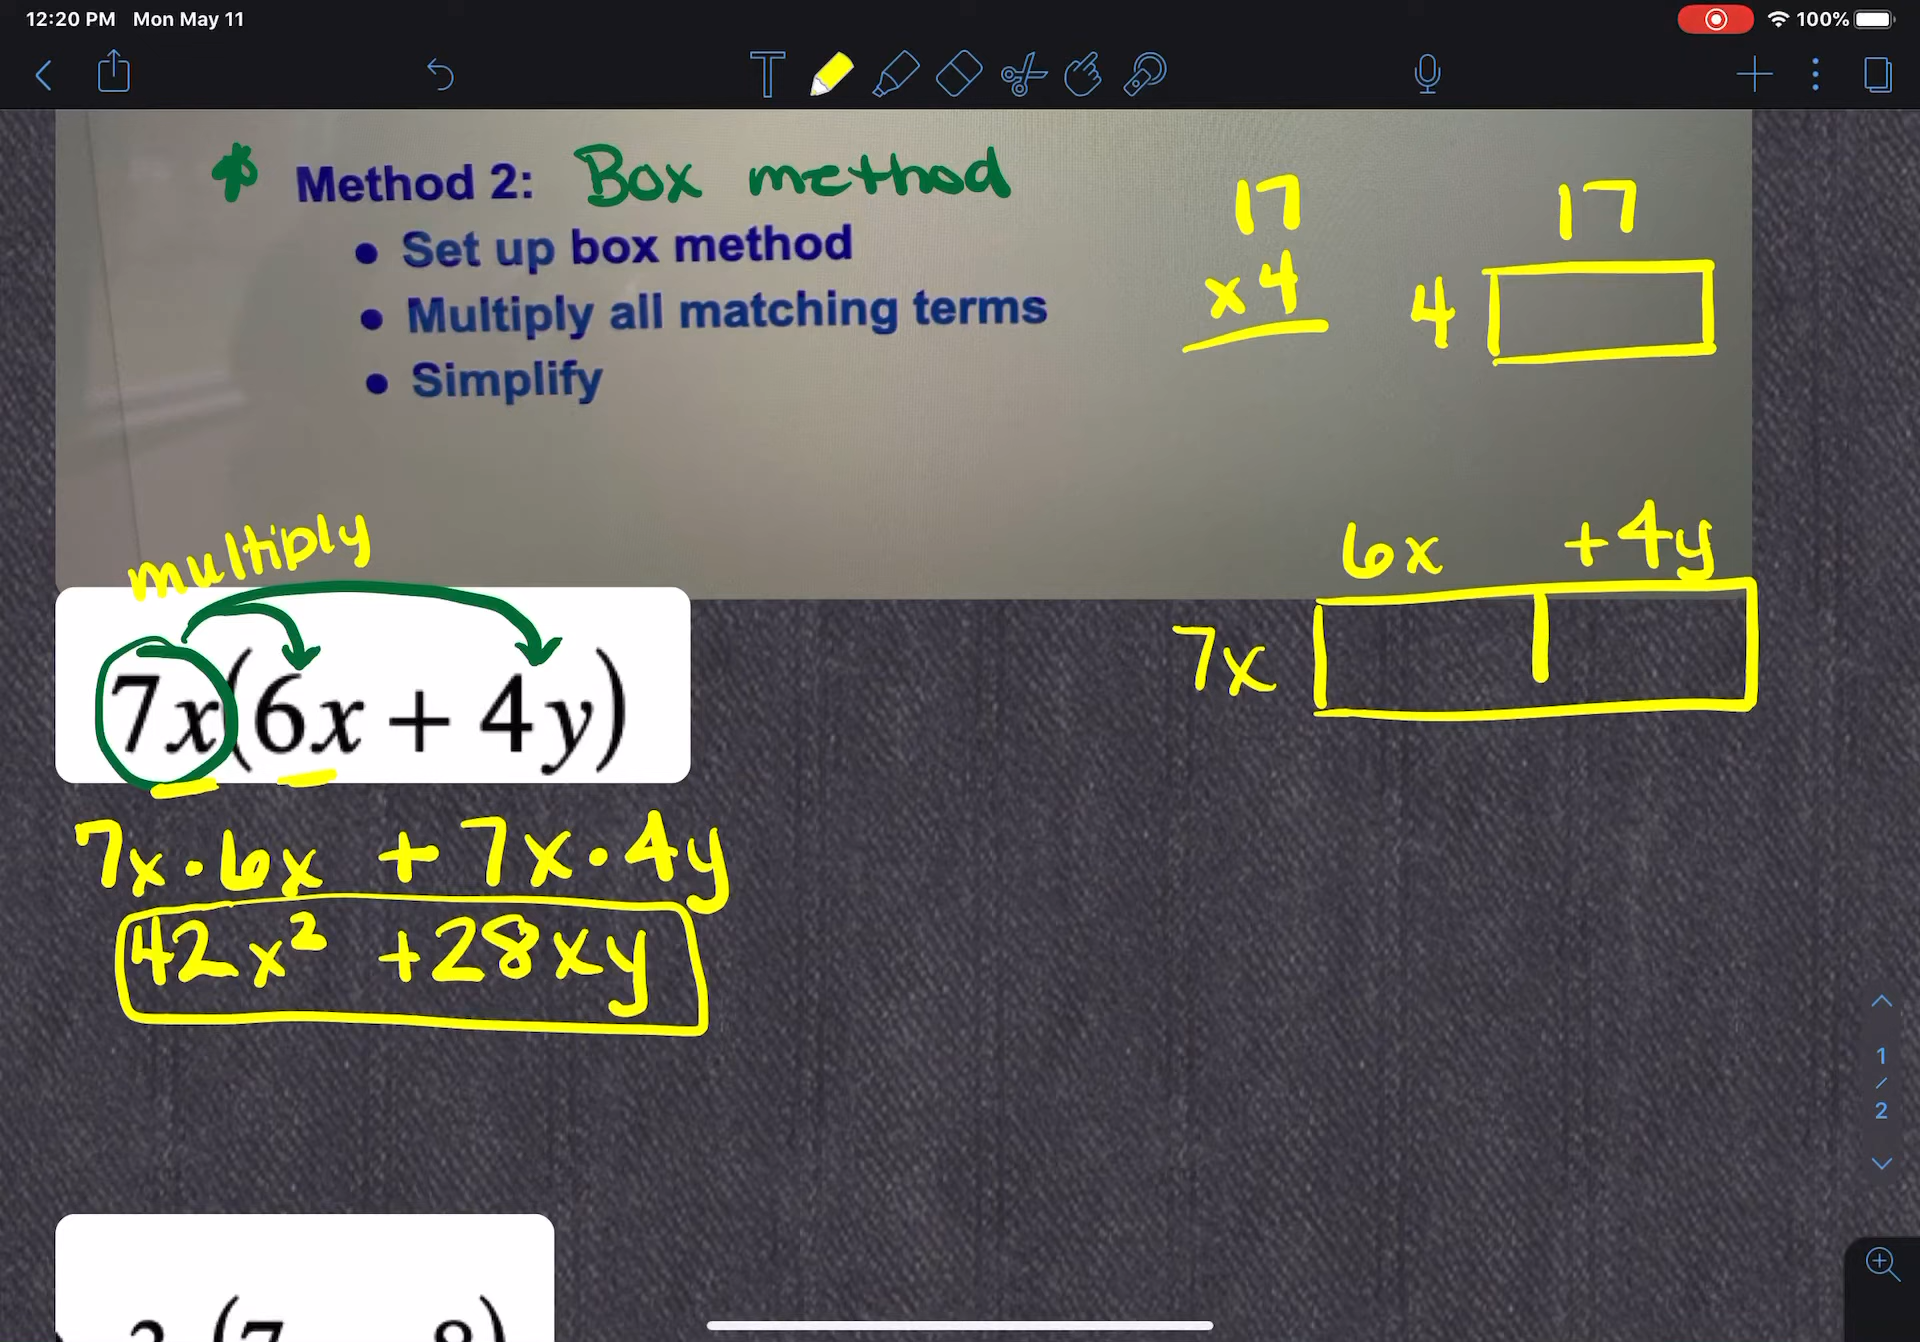 12:20 PM Mon May 11
100%
T
Method 2: Box method
• Set up box method
• Multiply all matching terms
• Simplify
17
x 4
17
4
multiply
7x(6x + 4y)
7x · 6x + 7x · 4y
42x² + 28xy
6x + 4y
7x
1
/
2